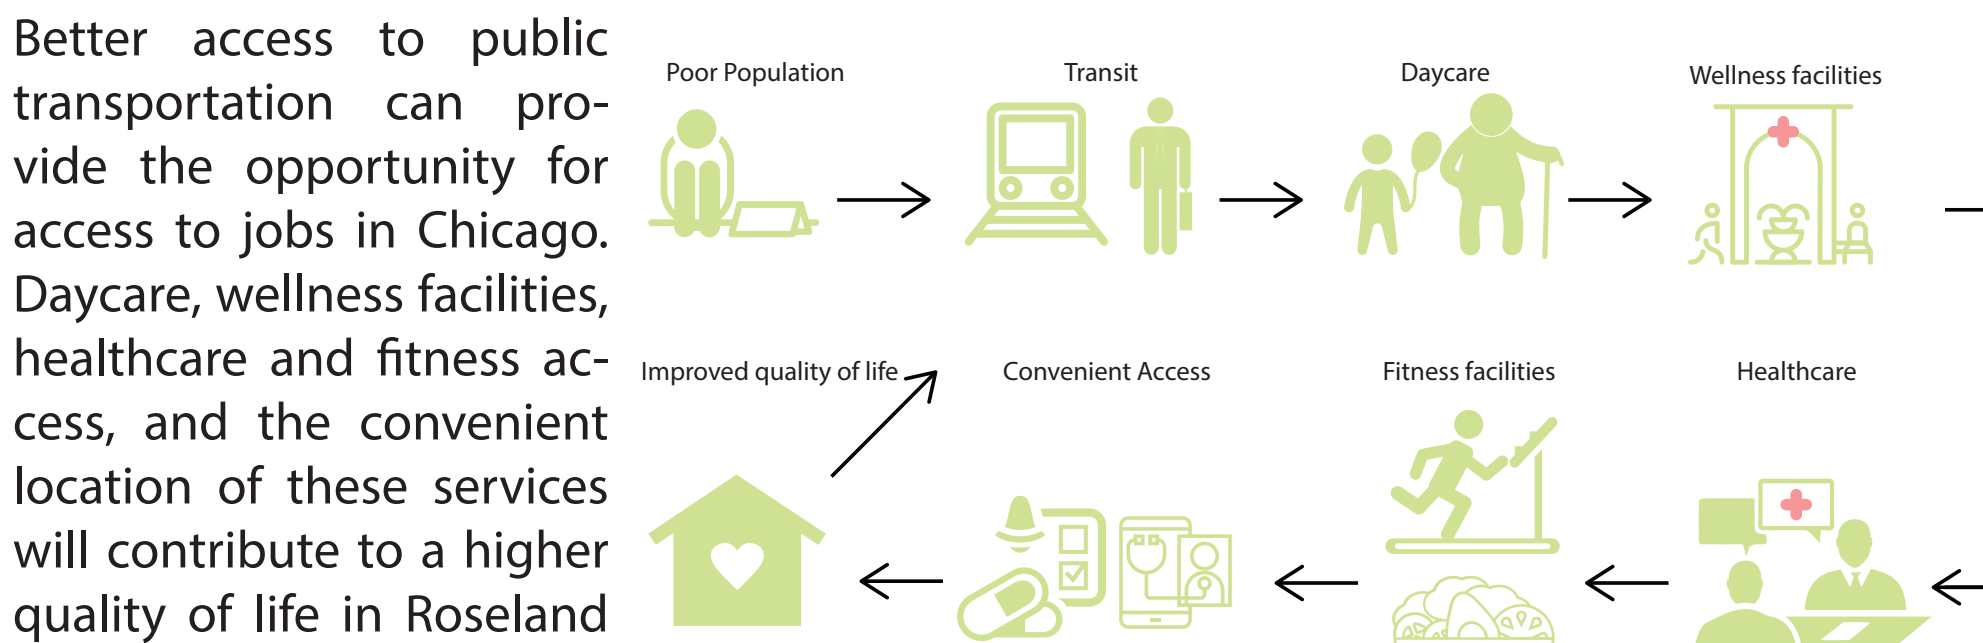 Better access to public
transportation can pro-
vide the opportunity for
access to jobs in Chicago.
Daycare, wellness facilities,
healthcare and fitness ac-
cess, and the convenient
location of these services
will contribute to a higher
quality of life in Roseland
Poor Population
Transit
Daycare
Wellness facilities
Improved quality of life
Convenient Access
Fitness facilities
Healthcare